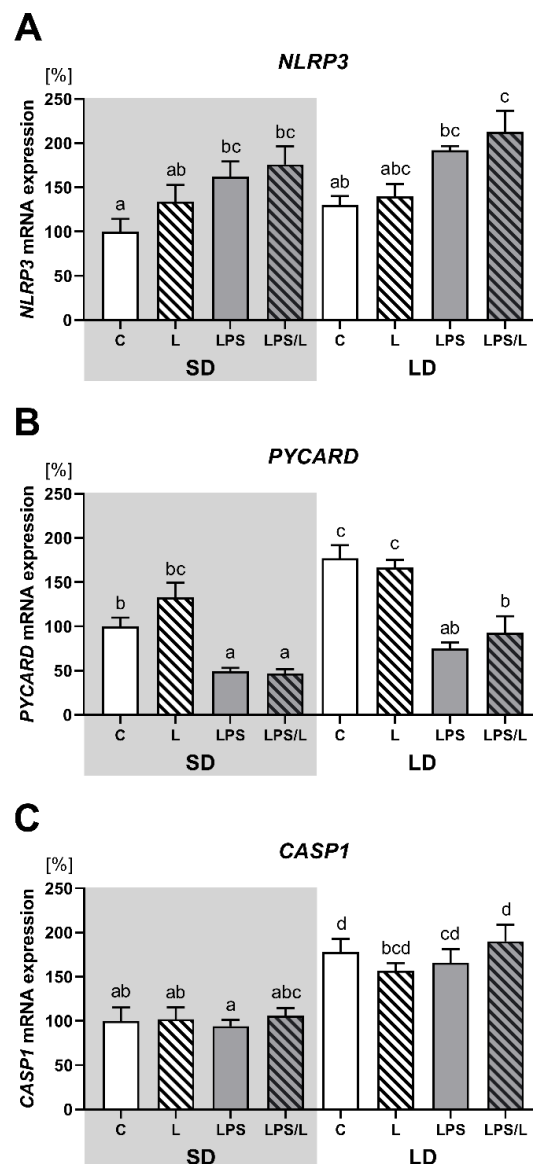 A
NLRP3
[%]
NLRP3 mRNA expression
250
200
150
100
50
0
a
ab
bc
bc
ab
abc
bc
c
C L LPS LPS/L C L LPS LPS/L
SD LD
B
PYCARD
[%]
PYCARD mRNA expression
250
200
150
100
50
0
b
bc
a
a
c
c
ab
b
C L LPS LPS/L C L LPS LPS/L
SD LD
C
CASP1
[%]
CASP1 mRNA expression
250
200
150
100
50
0
ab
ab
a
abc
d
bcd
cd
d
C L LPS LPS/L C L LPS LPS/L
SD LD